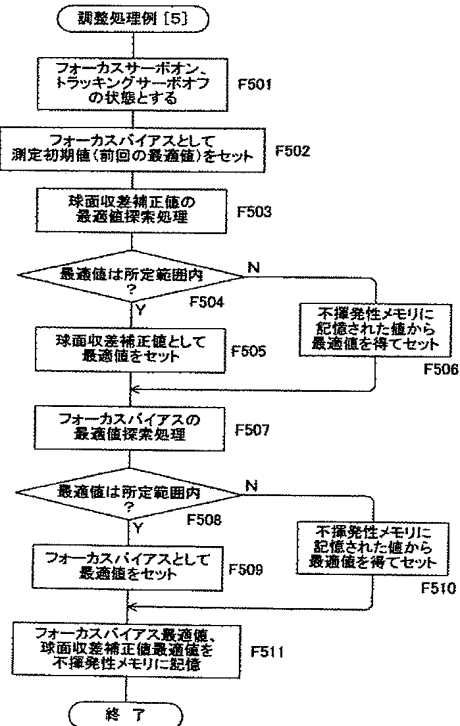 調整処理例 [5]
フォーカスサーボオン、
トラッキングサーボオフ
の状態とする
F501
フォーカスバイアスとして
測定初期値(前回の最適値)をセット
F502
球面収差補正値の
最適値探索処理
F503
最適値は所定範囲内
?
N
Y
F504
球面収差補正値として
最適値をセット
F505
不揮発性メモリに
記憶された値から
最適値を得てセット
F506
フォーカスバイアスの
最適値探索処理
F507
最適値は所定範囲内
?
N
Y
F508
フォーカスバイアスとして
最適値をセット
F509
不揮発性メモリに
記憶された値から
最適値を得てセット
F510
フォーカスバイアス最適値、
球面収差補正値最適値を
不揮発性メモリに記憶
F511
終 了